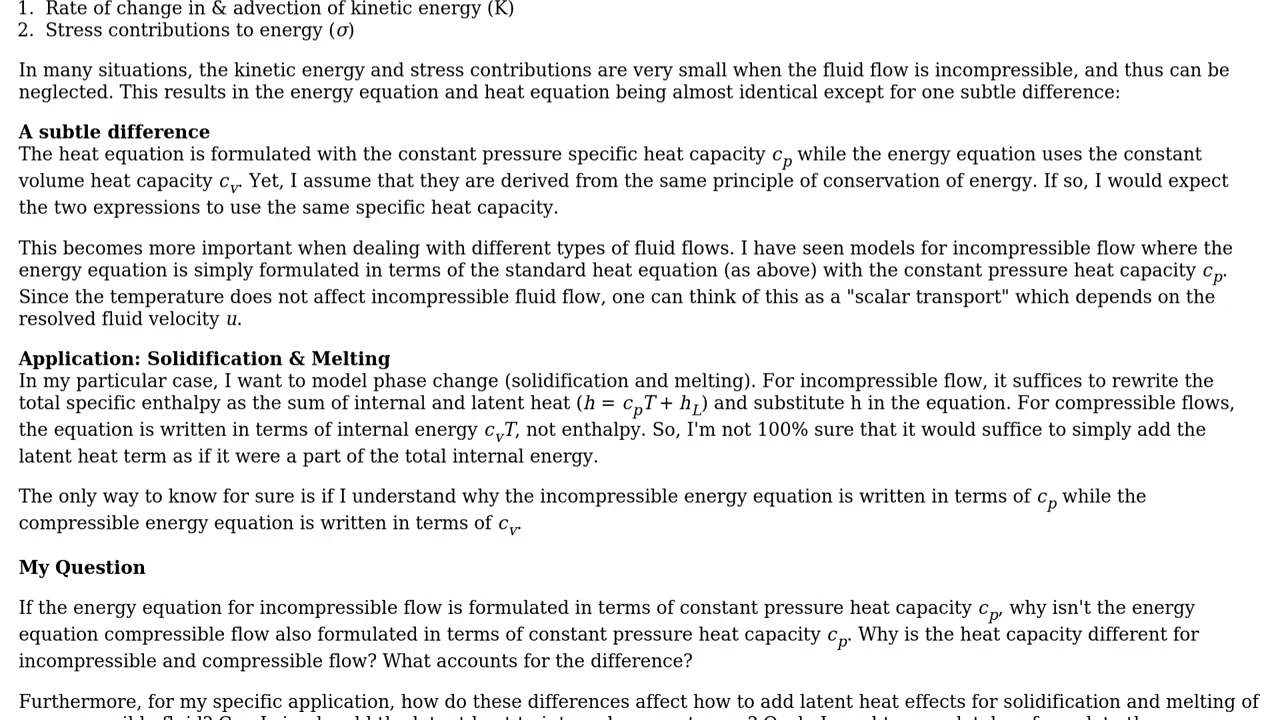 1. Rate of change in & advection of kinetic energy (K)
2. Stress contributions to energy (σ)
In many situations, the kinetic energy and stress contributions are very small when the fluid flow is incompressible, and thus can be
neglected. This results in the energy equation and heat equation being almost identical except for one subtle difference:
A subtle difference
The heat equation is formulated with the constant pressure specific heat capacity c_p while the energy equation uses the constant
volume heat capacity c_v. Yet, I assume that they are derived from the same principle of conservation of energy. If so, I would expect
the two expressions to use the same specific heat capacity.
This becomes more important when dealing with different types of fluid flows. I have seen models for incompressible flow where the
energy equation is simply formulated in terms of the standard heat equation (as above) with the constant pressure heat capacity c_p.
Since the temperature does not affect incompressible fluid flow, one can think of this as a "scalar transport" which depends on the
resolved fluid velocity u.
Application: Solidification & Melting
In my particular case, I want to model phase change (solidification and melting). For incompressible flow, it suffices to rewrite the
total specific enthalpy as the sum of internal and latent heat (h = c_pT + h_L) and substitute h in the equation. For compressible flows,
the equation is written in terms of internal energy c_vT, not enthalpy. So, I'm not 100% sure that it would suffice to simply add the
latent heat term as if it were a part of the total internal energy.
The only way to know for sure is if I understand why the incompressible energy equation is written in terms of c_p while the
compressible energy equation is written in terms of c_v.
My Question
If the energy equation for incompressible flow is formulated in terms of constant pressure heat capacity c_p, why isn't the energy
equation compressible flow also formulated in terms of constant pressure heat capacity c_p. Why is the heat capacity different for
incompressible and compressible flow? What accounts for the difference?
Furthermore, for my specific application, how do these differences affect how to add latent heat effects for solidification and melting of